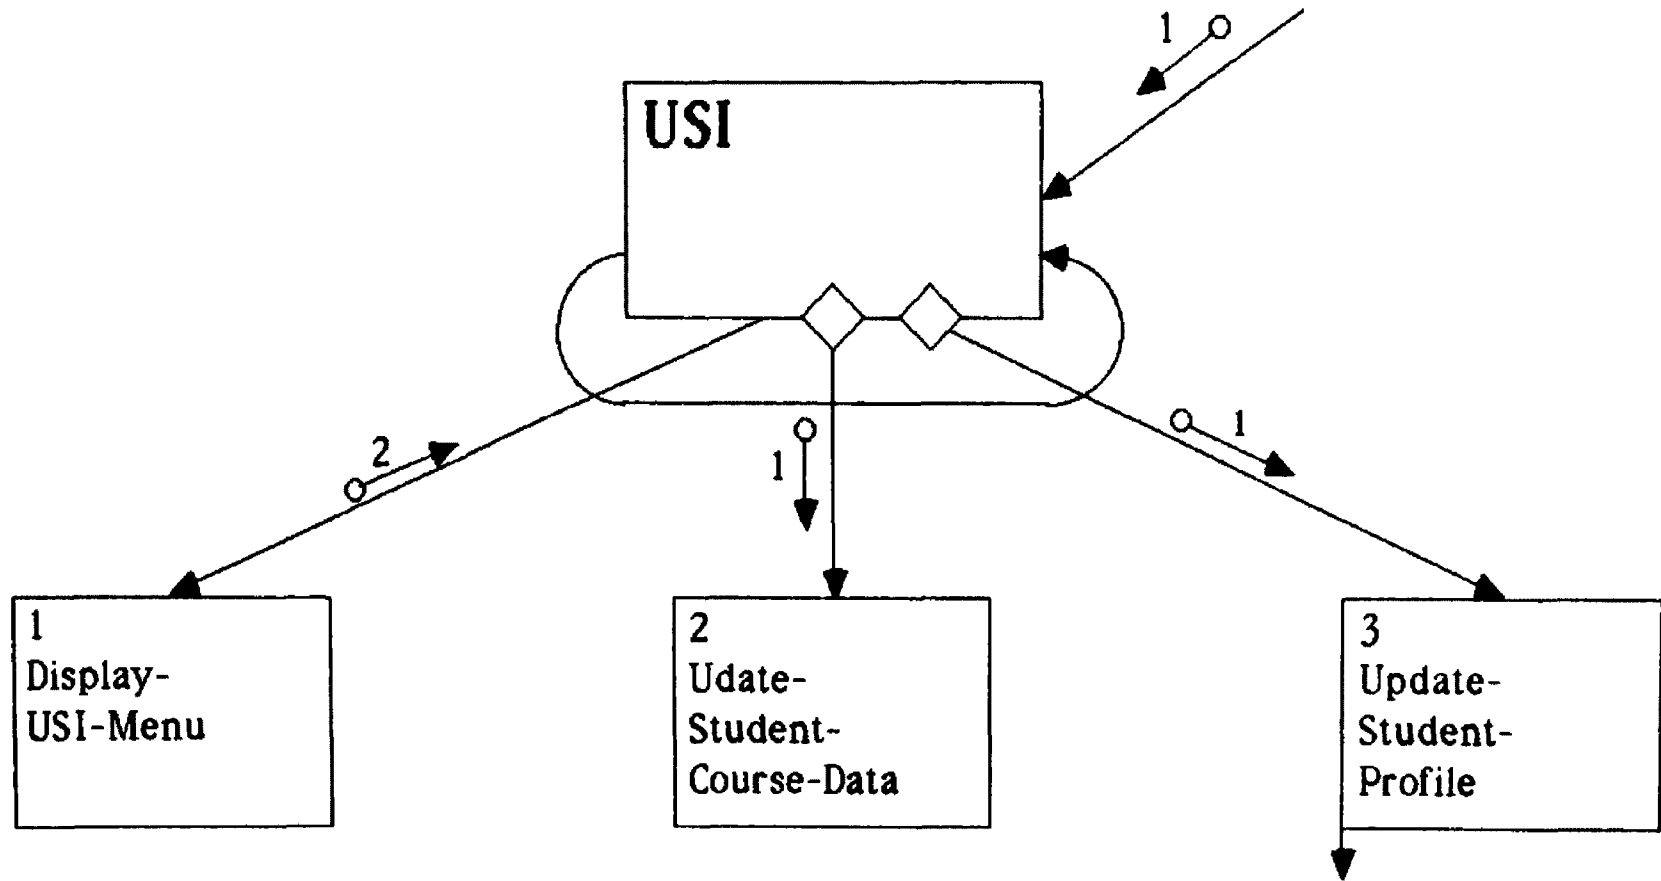 1
USI
2
1
1
1
Display-
USI-Menu
2
Udate-
Student-
Course-Data
3
Update-
Student-
Profile